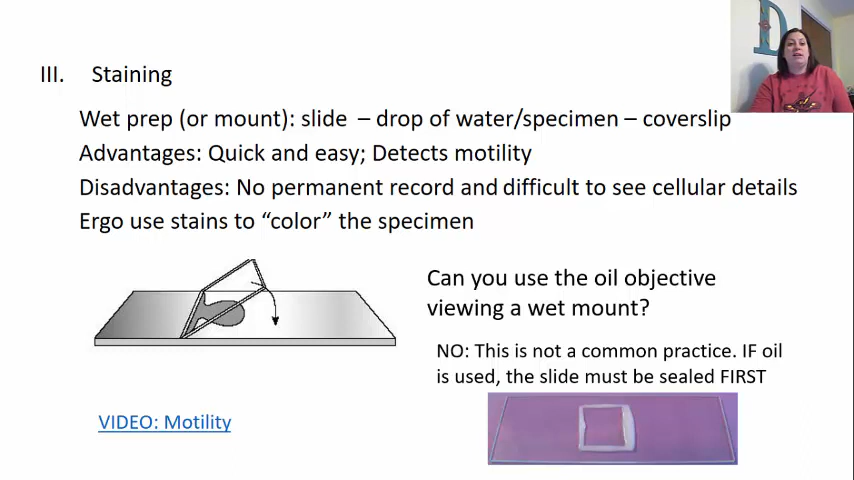 III. Staining
Wet prep (or mount): slide – drop of water/specimen – coverslip
Advantages: Quick and easy; Detects motility
Disadvantages: No permanent record and difficult to see cellular details
Ergo use stains to “color” the specimen
Can you use the oil objective
viewing a wet mount?
NO: This is not a common practice. IF oil
is used, the slide must be sealed FIRST
VIDEO: Motility
D